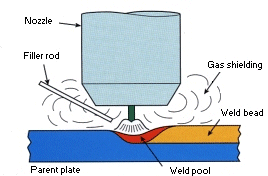 Nozzle
Filler rod
Gas shielding
Weld bead
Parent plate
Weld pool